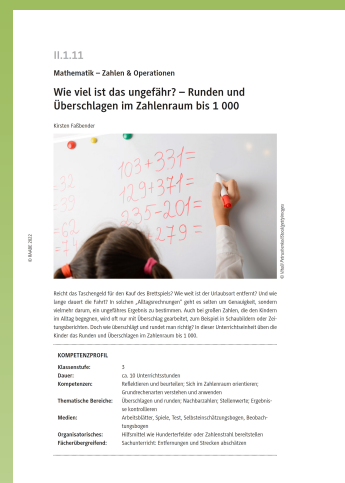 II.1.11
Mathematik – Zahlen & Operationen
Wie viel ist das ungefähr? – Runden und
Überschlagen im Zahlenraum bis 1 000
Kirsten Faßbender
103+331=
129+371=
235-201=
+279=
© RAABE 2022
Reicht das Taschengeld für den Kauf des Brettspiels? Wie weit ist der Urlaubsort entfernt? Und wie
lange dauert die Fahrt? In solchen „Alltagsrechnungen“ geht es selten um Genauigkeit, sondern
vielmehr darum, ein ungefähres Ergebnis zu bestimmen. Auch bei großen Zahlen, die den Kindern
im Alltag begegnen, wird oft nur mit Überschlag gearbeitet, zum Beispiel in Schaubildern oder Zei-
tungsberichten. Doch wie überschlägt und rundet man richtig? In dieser Unterrichtseinheit üben die
Kinder das Runden und Überschlagen im Zahlenraum bis 1 000.
KOMPETENZPROFIL
Klassenstufe: 3
Dauer: ca. 10 Unterrichtsstunden
Kompetenzen: Reflektieren und beurteilen; Sich im Zahlenraum orientieren;
Grundrechenarten verstehen und anwenden
Thematische Bereiche: Überschlagen und runden; Nachbarzahlen; Stellenwerte; Ergebnis-
se kontrollieren
Medien: Arbeitsblätter, Spiele, Test, Selbsteinschätzungsbogen, Beobach-
tungsbogen
Organisatorisches: Hilfsmittel wie Hunderterfelder oder Zahlenstrahl bereitstellen
Fächerübergreifend: Sachunterricht: Entfernungen und Strecken abschätzen